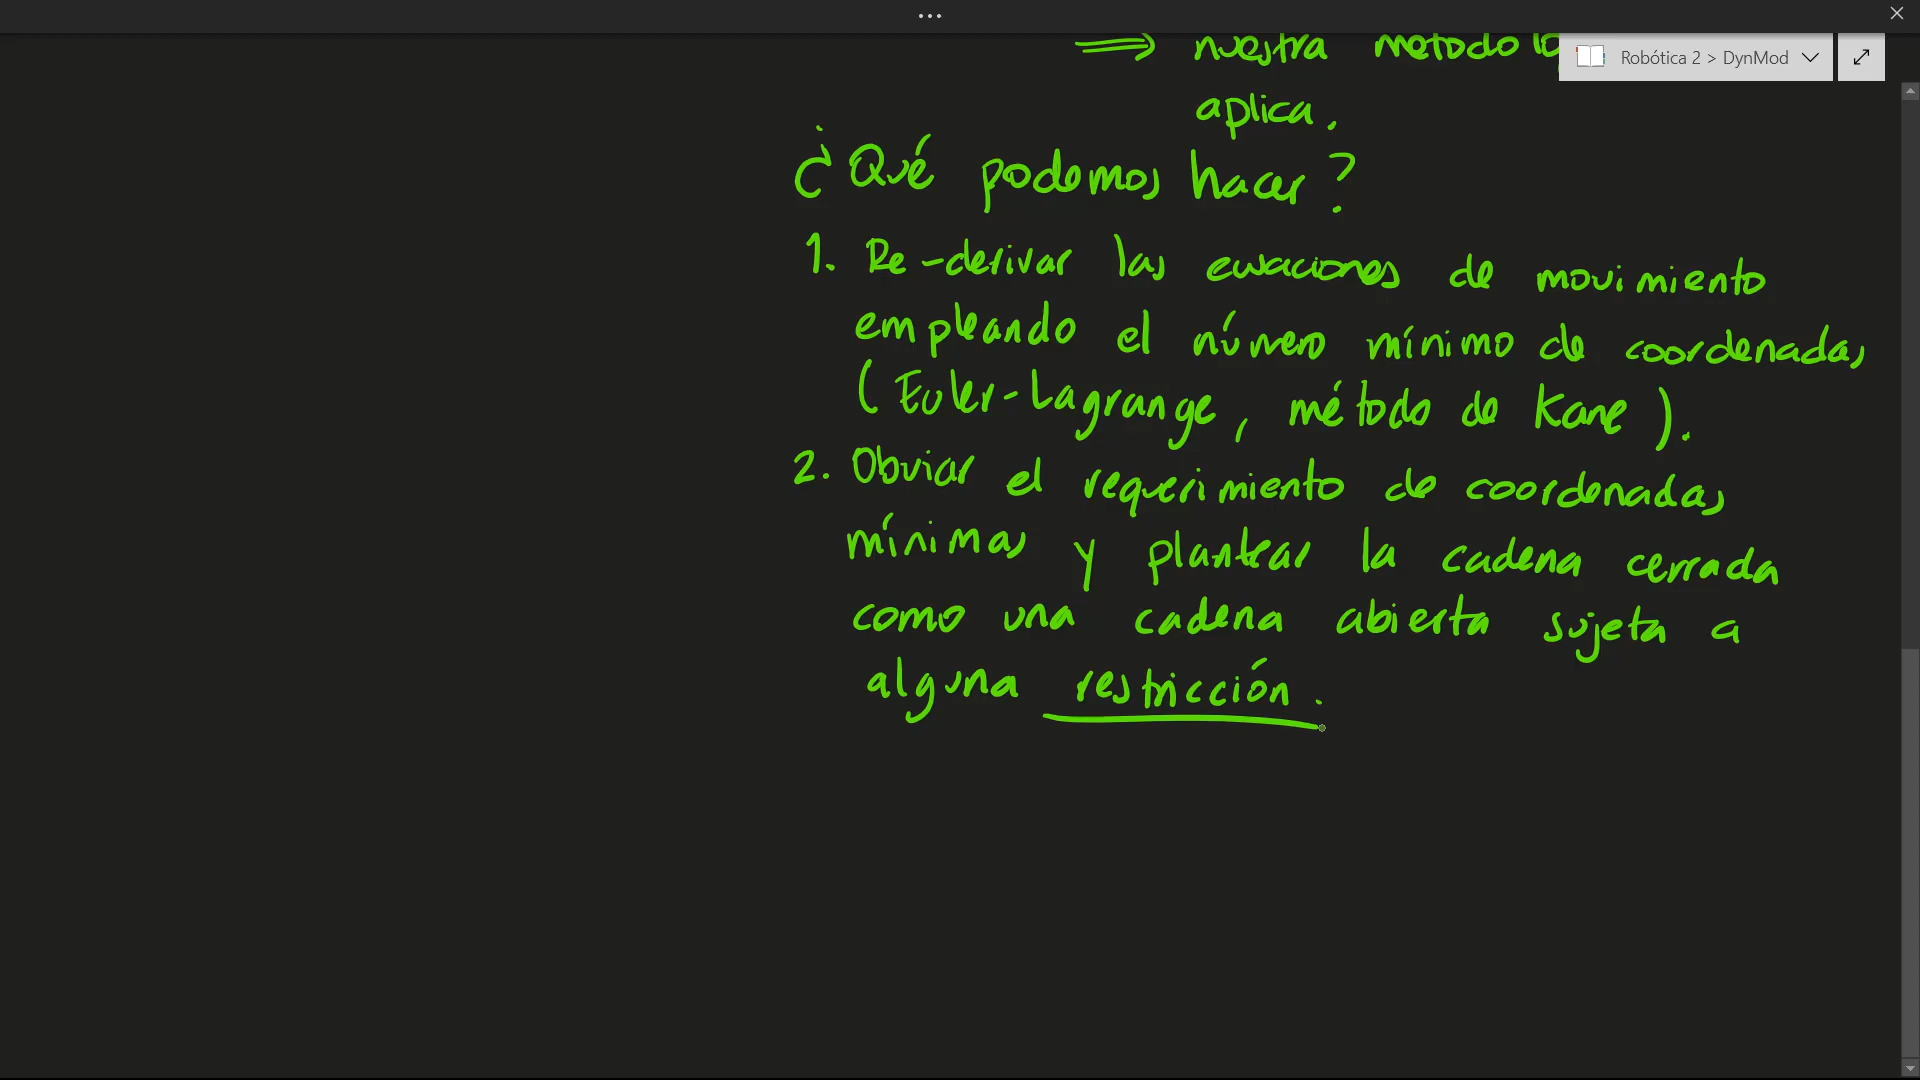 ⟹ nuestra metodolo
Robótica 2 > DynMod
aplica.
¿Qué podemos hacer?
1. Re-derivar las ecuaciones de movimiento
empleando el número mínimo de coordenadas
(Euler-Lagrange, método de Kane).
2. Obviar el requerimiento de coordenadas
mínimas y plantear la cadena cerrada
como una cadena abierta sujeta a
alguna restricción.